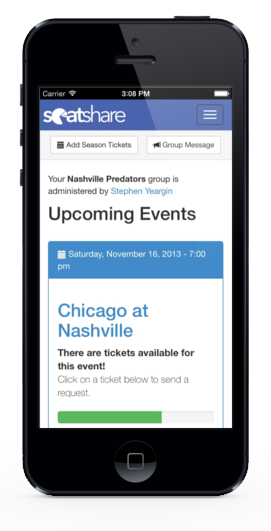 Carrier 3:08 PM
seatshare
Add Season Tickets Group Message
Your Nashville Predators group is
administered by Stephen Yeargin
Upcoming Events
Saturday, November 16, 2013 - 7:00
pm
Chicago at
Nashville
There are tickets available for
this event!
Click on a ticket below to send a
request.